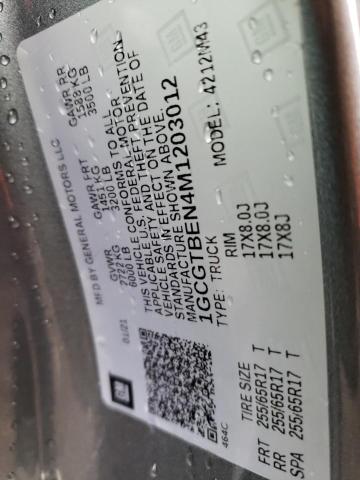 MFD BY GENERAL MOTORS LLC
01/21
GVWR
2722 KG
6000 LB
GAWR FRT
1451 KG
3200 LB
GAWR RR
1588 KG
3500 LB
THIS VEHICLE CONFORMS TO ALL
APPLICABLE U.S. FEDERAL MOTOR
VEHICLE SAFETY AND THEFT PREVENTION
STANDARDS IN EFFECT ON THE DATE OF
MANUFACTURE SHOWN ABOVE.
1GCGTBEN4M1203012
TYPE: TRUCK
MODEL: 4212M43
TIRE SIZE RIM
FRT 255/65R17 T 17X8.0J
RR 255/65R17 T 17X8.0J
SPA 255/65R17 T 17X8J
464C
GM